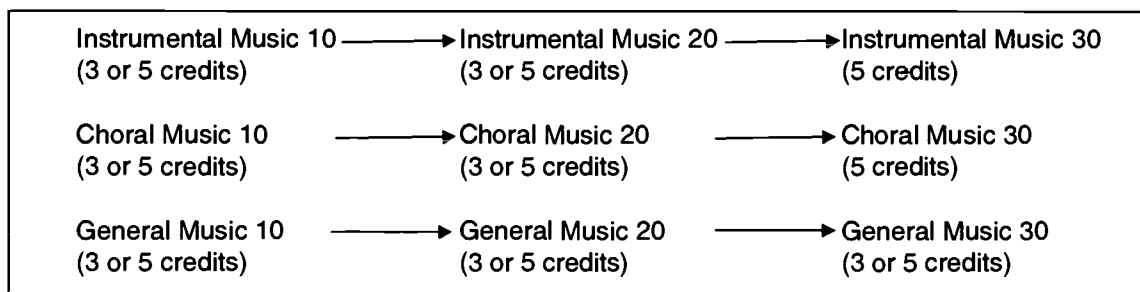 Instrumental Music 10 Instrumental Music 20 Instrumental Music 30
(3 or 5 credits) (3 or 5 credits) (5 credits)
Choral Music 10 Choral Music 20 Choral Music 30
(3 or 5 credits) (3 or 5 credits) (5 credits)
General Music 10 General Music 20 General Music 30
(3 or 5 credits) (3 or 5 credits) (3 or 5 credits)